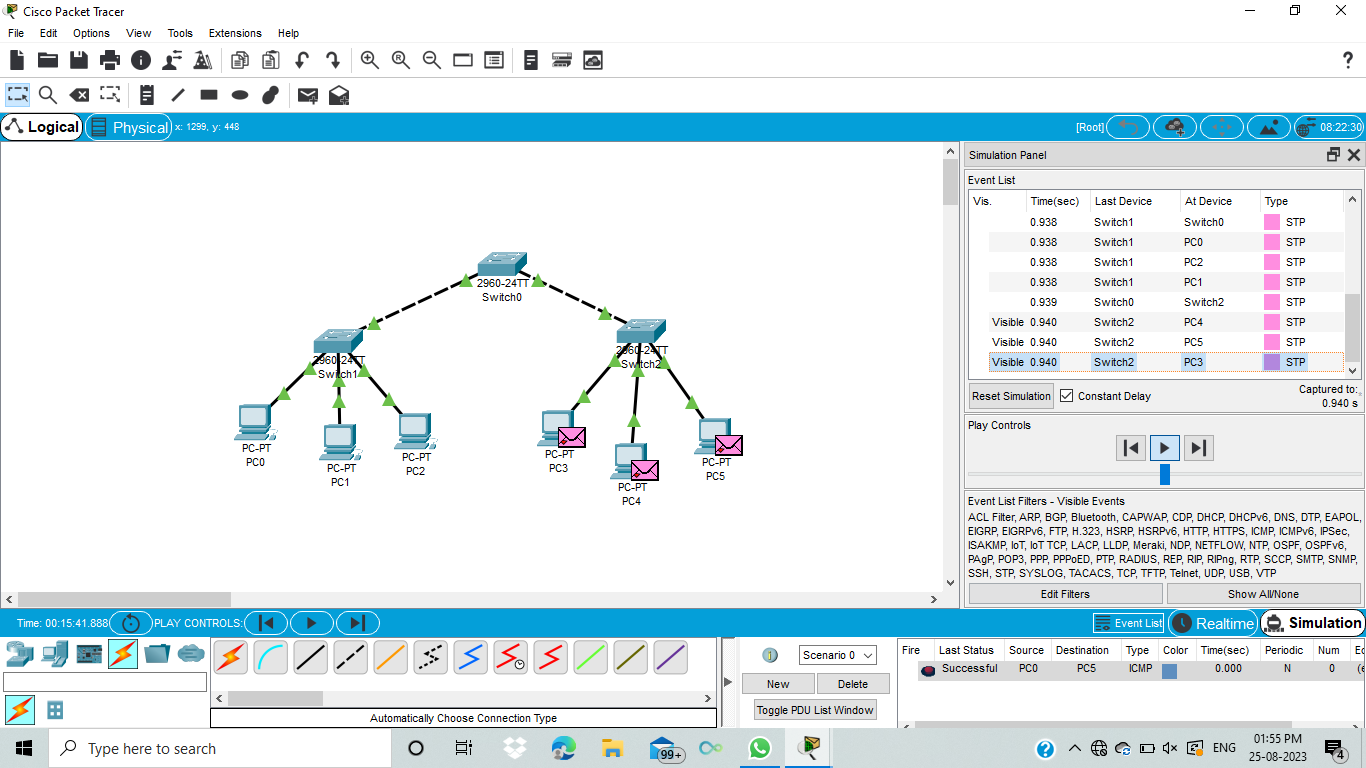 Cisco Packet Tracer
File Edit Options View Tools Extensions Help
?
Logical Physical x: 1299, y: 448 [Root] 08:22:30
2960-24TT
Switch0
2960-24TT
Switch1
2960-24TT
Switch2
PC-PT
PC0
PC-PT
PC1
PC-PT
PC2
PC-PT
PC3
PC-PT
PC4
PC-PT
PC5
Simulation Panel
Event List
Vis. Time(sec) Last Device At Device Type
0.938 Switch1 Switch0 STP
0.938 Switch1 PC0 STP
0.938 Switch1 PC2 STP
0.938 Switch1 PC1 STP
0.939 Switch0 Switch2 STP
Visible 0.940 Switch2 PC4 STP
Visible 0.940 Switch2 PC5 STP
Visible 0.940 Switch2 PC3 STP
Reset Simulation Constant Delay Captured to:
0.940 s
Play Controls
Event List Filters - Visible Events
ACL Filter, ARP, BGP, Bluetooth, CAPWAP, CDP, DHCP, DHCPv6, DNS, DTP, EAPOL,
EIGRP, EIGRPv6, FTP, H.323, HSRP, HSRPv6, HTTP, HTTPS, ICMP, ICMPv6, IPSec,
ISAKMP, IoT, IoT TCP, LACP, LLDP, Meraki, NDP, NETFLOW, NTP, OSPF, OSPFv6,
PAgP, POP3, PPP, PPPoED, PTP, RADIUS, REP, RIP, RIPng, RTP, SCCP, SMTP, SNMP,
SSH, STP, SYSLOG, TACACS, TCP, TFTP, Telnet, UDP, USB, VTP
Edit Filters Show All/None
Time: 00:15:41.888 PLAY CONTROLS: Event List Realtime Simulation
Automatically Choose Connection Type
Scenario 0
New Delete
Toggle PDU List Window
Fire Last Status Source Destination Type Color Time(sec) Periodic Num Ec
Successful PC0 PC5 ICMP 0.000 N 0 (e
Type here to search
99+
ENG
01:55 PM
25-08-2023
4